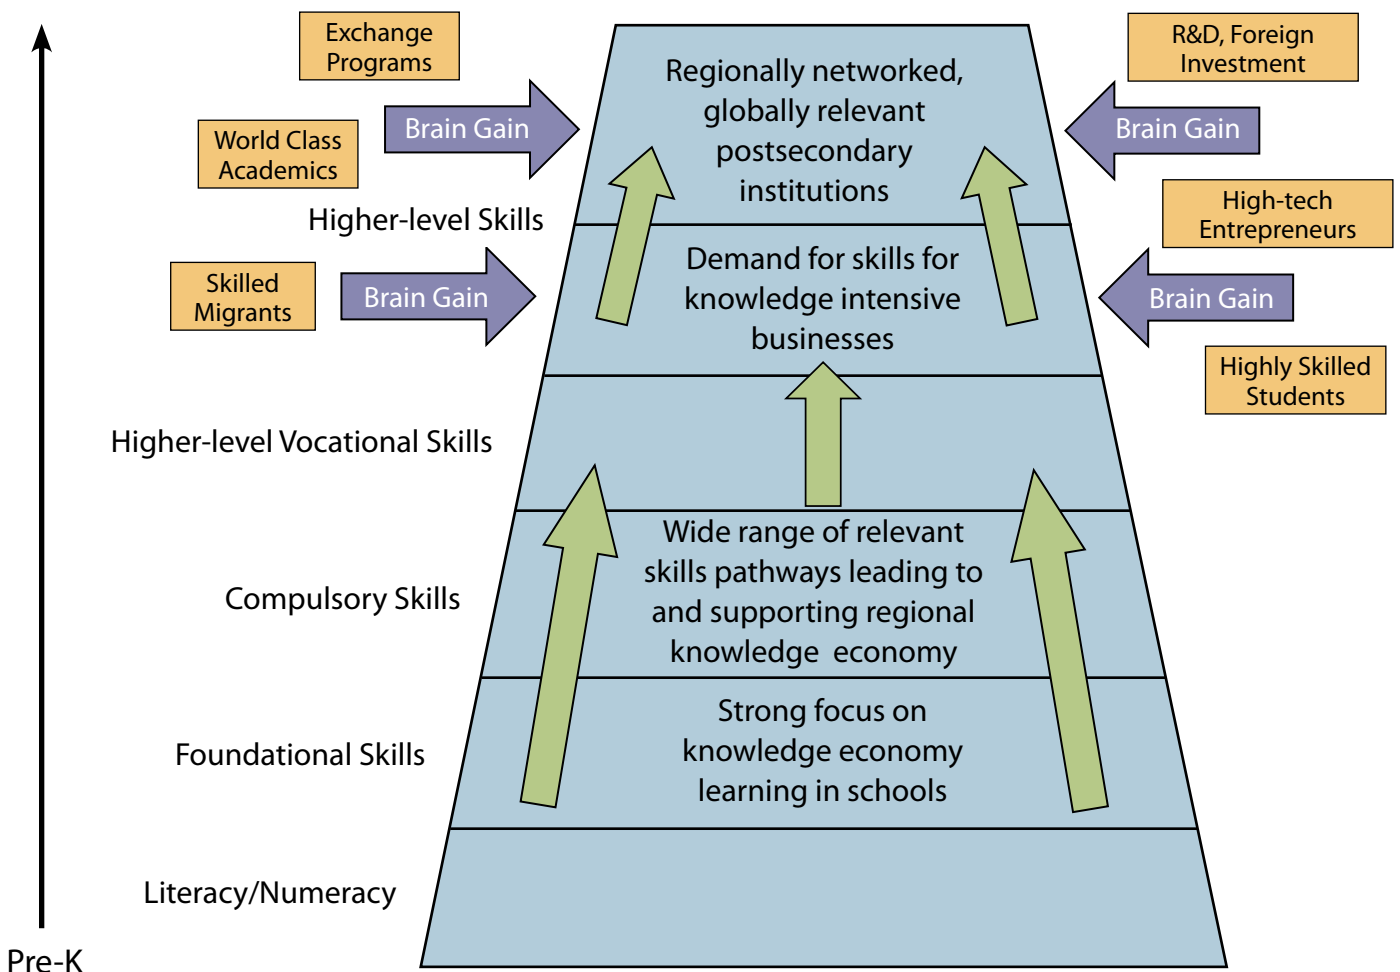 Exchange
Programs
R&D, Foreign
Investment
Regionally networked,
globally relevant
postsecondary
institutions
Brain Gain
Brain Gain
World Class
Academics
High-tech
Entrepreneurs
Higher-level Skills
Demand for skills for
knowledge intensive
businesses
Skilled
Migrants
Brain Gain
Brain Gain
Highly Skilled
Students
Higher-level Vocational Skills
Wide range of relevant
skills pathways leading to
and supporting regional
knowledge economy
Compulsory Skills
Strong focus on
knowledge economy
learning in schools
Foundational Skills
Literacy/Numeracy
Pre-K